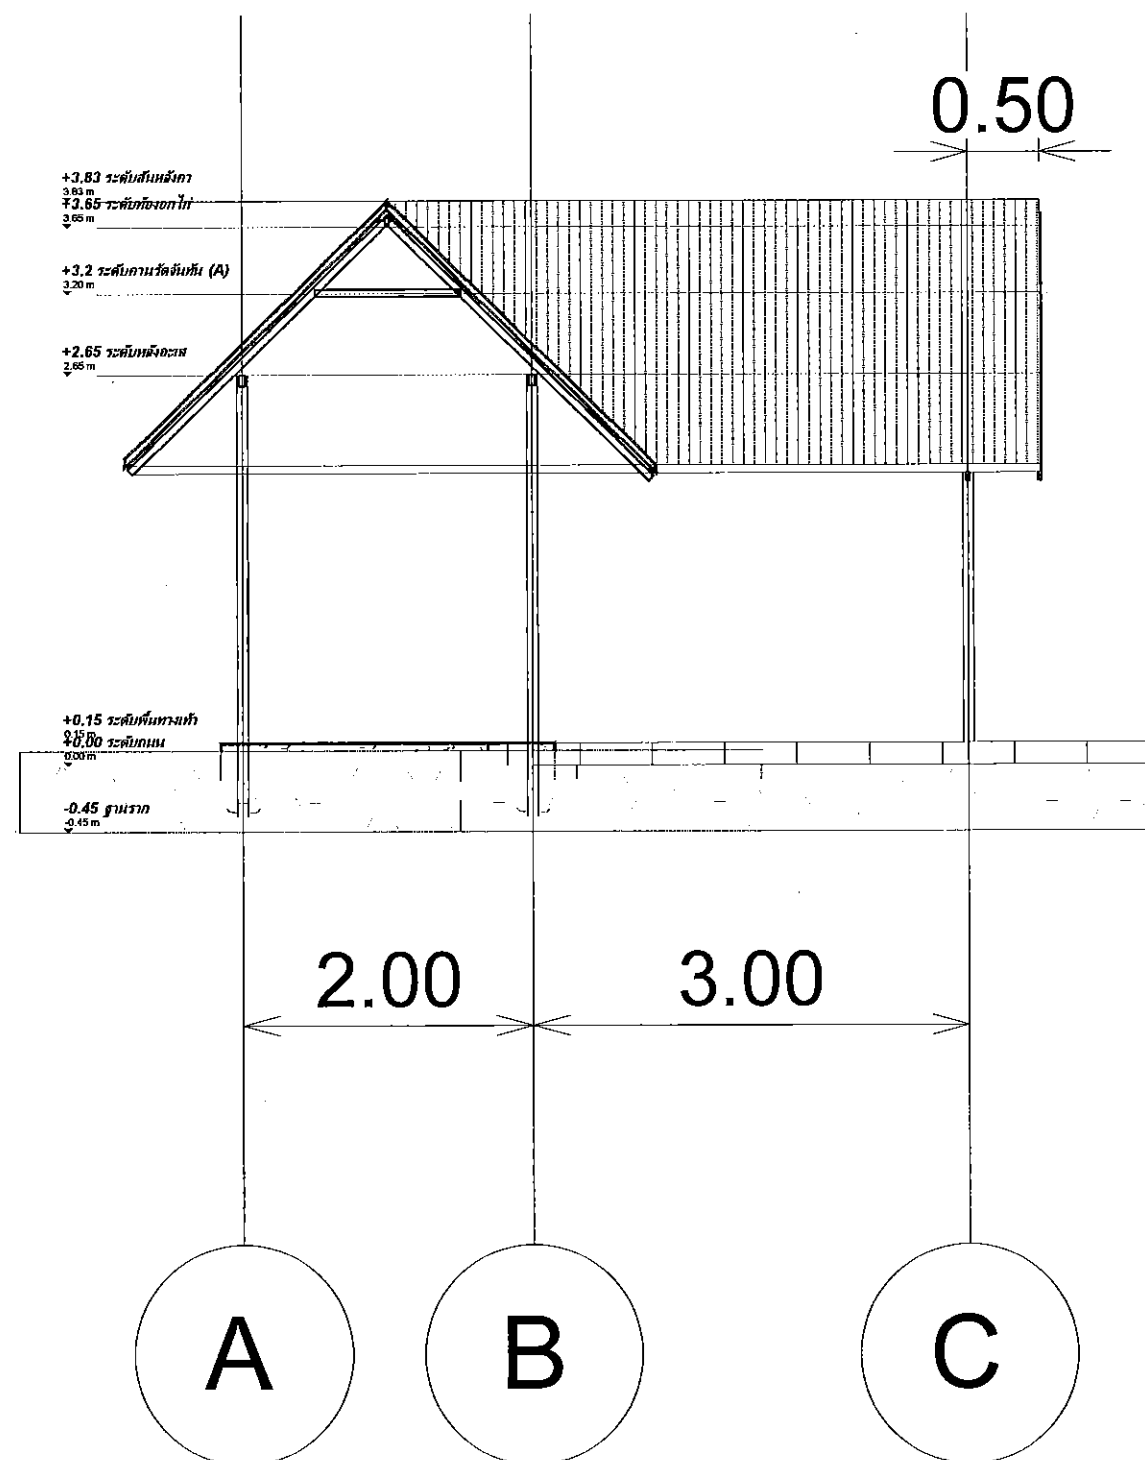 0.50
+3.83 ระดับสันหลังคา
3.83 m
+3.65 ระดับท้องอกไก่
3.65 m
+3.2 ระดับคานรัดจันทัน (A)
3.20 m
+2.65 ระดับหลังอะเส
2.65 m
+0.15 ระดับพื้นทางเท้า
0.15 m
+0.00 ระดับถนน
0.00 m
-0.45 ฐานราก
-0.45 m
2.00 3.00
A B C